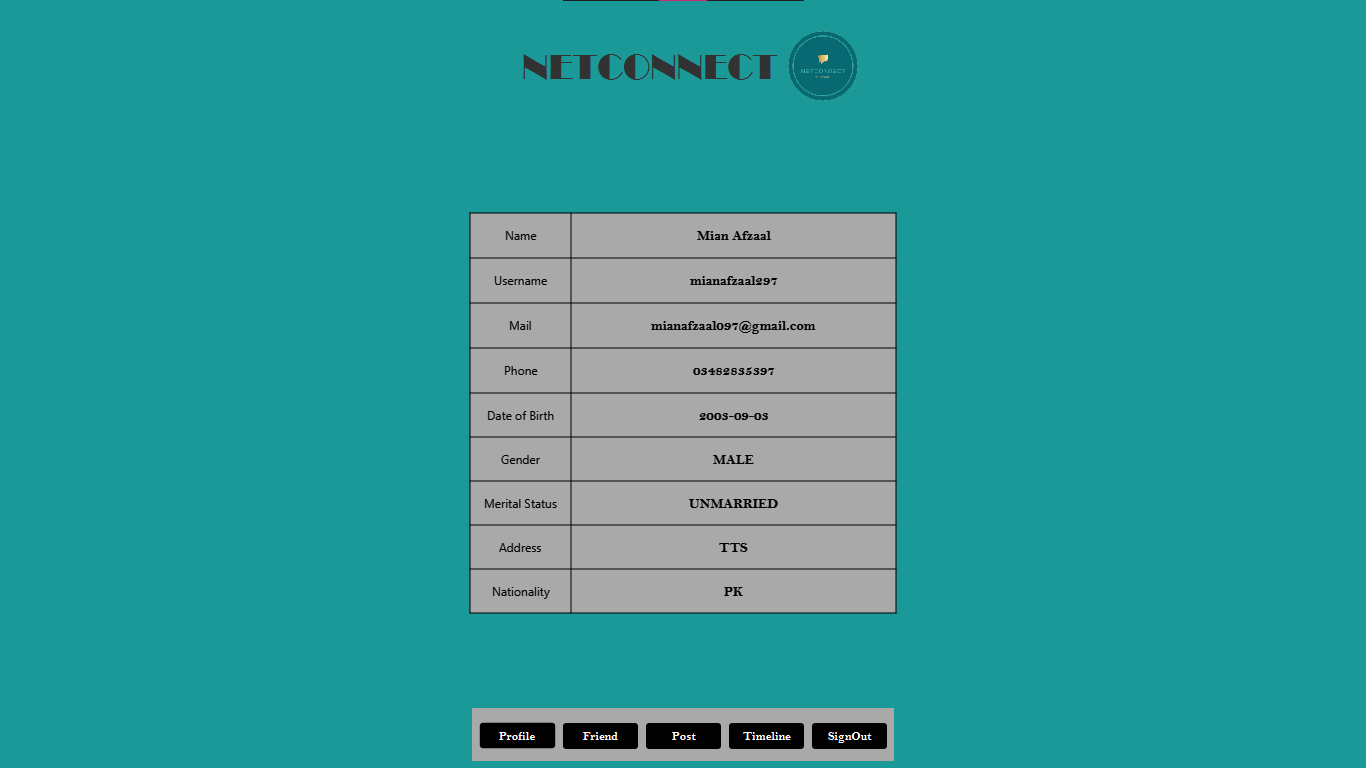 NETCONNECT
NETCONNECT
Name Mian Afzaal
Username mianafzaal297
Mail mianafzaal097@gmail.com
Phone 03482835397
Date of Birth 2003-09-03
Gender MALE
Merital Status UNMARRIED
Address TTS
Nationality PK
Profile Friend Post Timeline SignOut